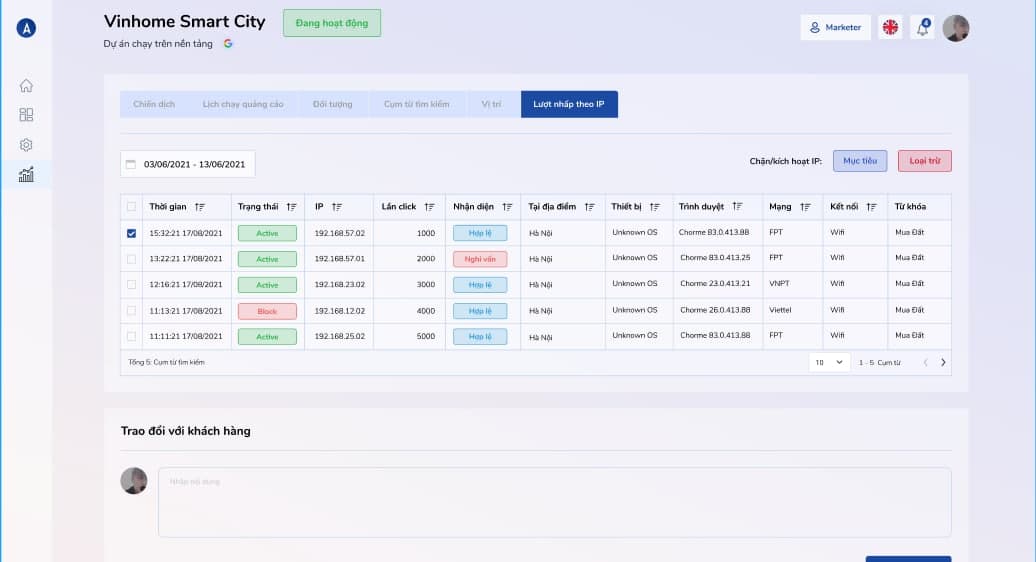 A
Vinhome Smart City
Đang hoạt động
Dự án chạy trên nền tảng
Marketer
4
Chiến dịch
Lịch chạy quảng cáo
Đối tượng
Cụm từ tìm kiếm
Vị trí
Lượt nhấp theo IP
03/06/2021 - 13/06/2021
Chặn/kích hoạt IP:
Mục tiêu
Loại trừ
Thời gian Trạng thái IP Lần click Nhận diện Tại địa điểm Thiết bị Trình duyệt Mạng Kết nối Từ khóa
15:32:21 17/08/2021 Active 192.168.57.02 1000 Hợp lệ Hà Nội Unknown OS Chorme 83.0.413.88 FPT Wifi Mua Đất
13:22:21 17/08/2021 Active 192.168.57.01 2000 Nghi vấn Hà Nội Unknown OS Chorme 83.0.413.25 FPT Wifi Mua Đất
12:16:21 17/08/2021 Active 192.168.23.02 3000 Hợp lệ Hà Nội Unknown OS Chorme 23.0.413.21 VNPT Wifi Mua Đất
11:13:21 17/08/2021 Block 192.168.12.02 4000 Hợp lệ Hà Nội Unknown OS Chorme 26.0.413.88 Viettel Wifi Mua Đất
11:11:21 17/08/2021 Active 192.168.25.02 5000 Hợp lệ Hà Nội Unknown OS Chorme 83.0.413.88 FPT Wifi Mua Đất
Tổng 5: Cụm từ tìm kiếm
10
1 - 5 Cụm từ
Trao đổi với khách hàng
Nhập nội dung